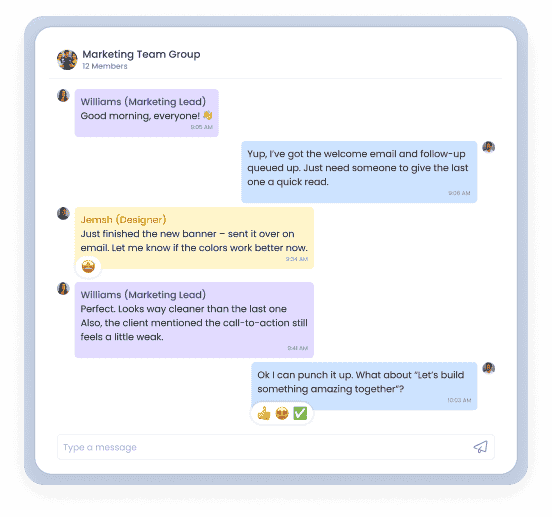 Marketing Team Group
12 Members
Williams (Marketing Lead)
Good morning, everyone! 👋
9:05 AM
Yup, I've got the welcome email and follow-up
queued up. Just need someone to give the last
one a quick read.
9:06 AM
Jemsh (Designer)
Just finished the new banner – sent it over on
email. Let me know if the colors work better now.
9:34 AM
🤩
Williams (Marketing Lead)
Perfect. Looks way cleaner than the last one
Also, the client mentioned the call-to-action still
feels a little weak.
9:41 AM
Ok I can punch it up. What about “Let's build
something amazing together”?
10:02 AM
👍 😍 ✅
Type a message